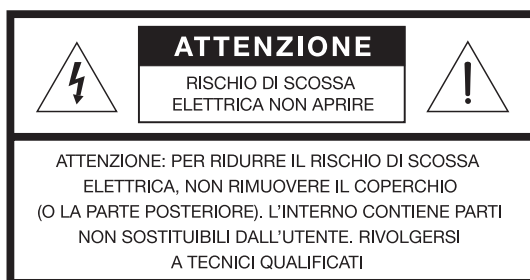 ATTENZIONE
RISCHIO DI SCOSSA
ELETTRICA NON APRIRE
ATTENZIONE: PER RIDURRE IL RISCHIO DI SCOSSA
ELETTRICA, NON RIMUOVERE IL COPERCHIO
(O LA PARTE POSTERIORE). L'INTERNO CONTIENE PARTI
NON SOSTITUIBILI DALL'UTENTE. RIVOLGERSI
A TECNICI QUALIFICATI